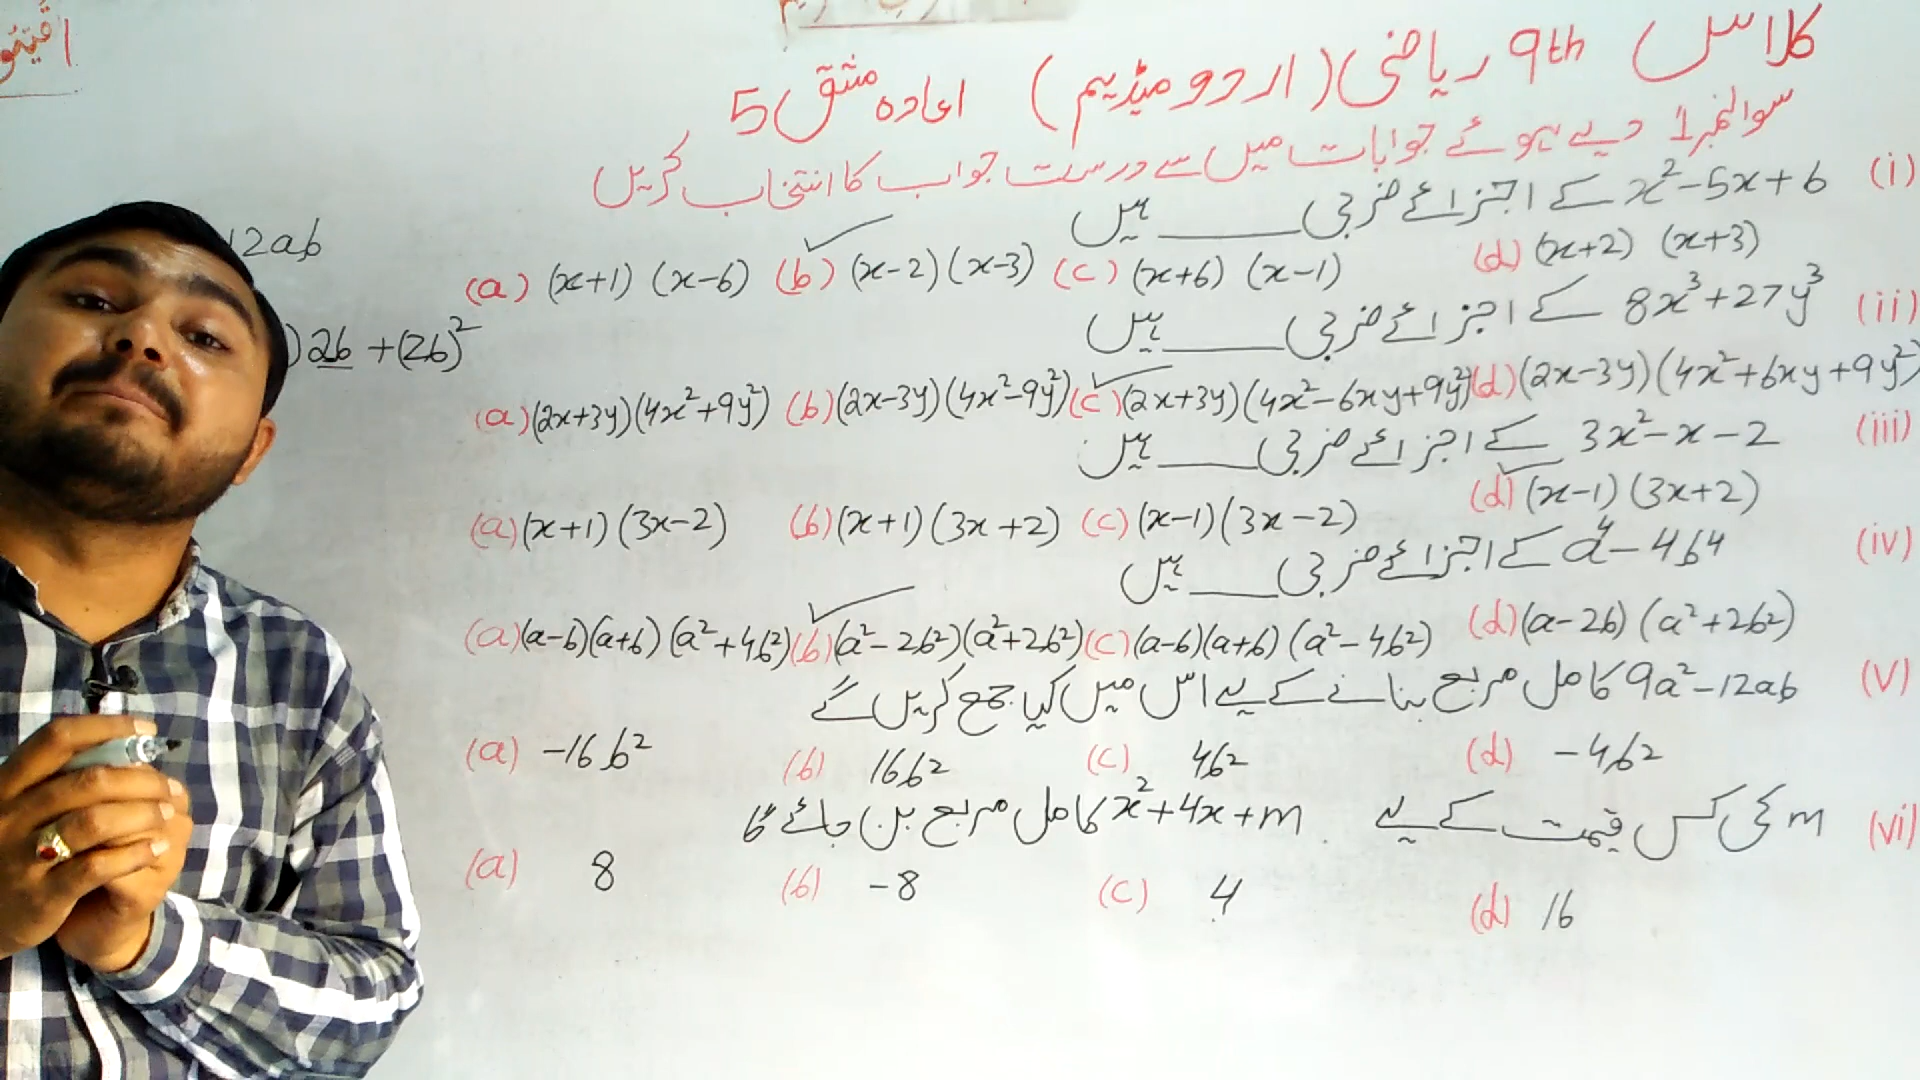 کلاس 9th ریاضی (اردو میڈیم) اعادہ مشق 5
سوال نمبر 1 دیے ہوئے جوابات میں سے درست جواب کا انتخاب کریں
(i) x²-5x+6 کے اجزائے ضربی ____ ہیں
(a) (x+1) (x-6) (b) (x-2)(x-3) (c) (x+6) (x-1) (d) (x+2) (x+3)
(ii) 8x³+27y³ کے اجزائے ضربی ____ ہیں
(a) (2x+3y)(4x²+9y²) (b) (2x-3y)(4x²-9y²) (c) (2x+3y)(4x²-6xy+9y²) (d) (2x-3y)(4x²+6xy+9y²)
(iii) 3x²-x-2 کے اجزائے ضربی ____ ہیں
(a) (x+1)(3x-2) (b) (x+1)(3x+2) (c) (x-1)(3x-2) (d) (x-1)(3x+2)
(iv) a⁴-4b⁴ کے اجزائے ضربی ____ ہیں
(a) (a-b)(a+b)(a²+4b²) (b) (a²-2b²)(a²+2b²) (c) (a-b)(a+b)(a²-4b²) (d) (a-2b)(a²+2b²)
(v) 9a²-12ab کامل مربع بنانے کے لیے اس میں کیا جمع کریں گے
(a) -16b² (b) 16b² (c) 4b² (d) -4b²
(vi) m کی کس قیمت کے لیے x²+4x+m کامل مربع بن جائے گا
(a) 8 (b) -8 (c) 4 (d) 16
12ab
)2b+(2b)²